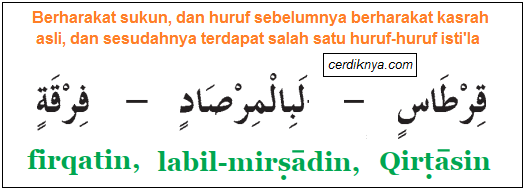 Berharakat sukun, dan huruf sebelumnya berharakat kasrah
asli, dan sesudahnya terdapat salah satu huruf-huruf isti'la
cerdiknya.com
قِرْطَاسٍ – لَبِالْمِرْصَادٍ – فِرْقَةٍ
firqatin, labil-mirṣādin, Qirṭāsin